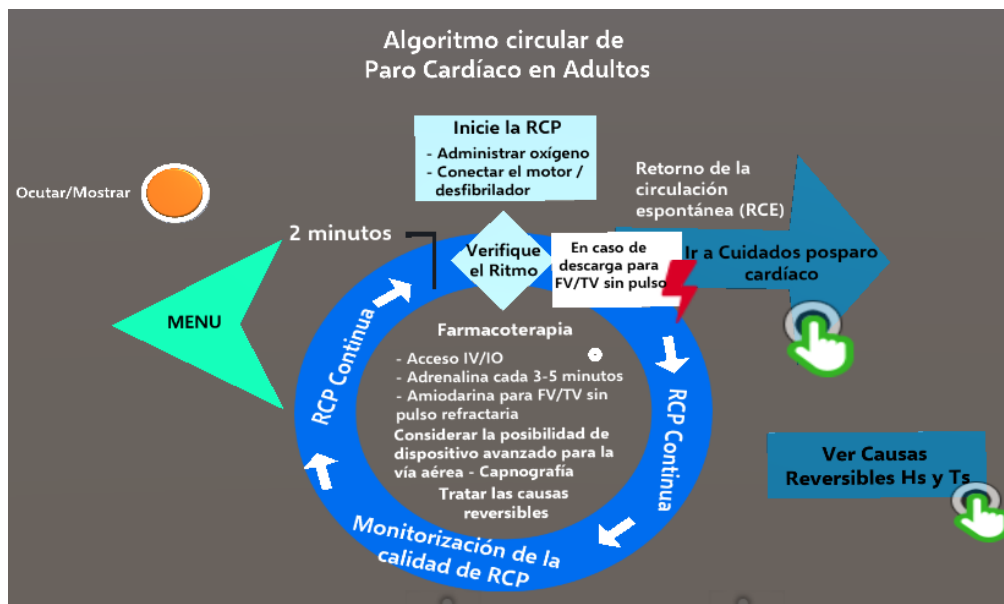 Algoritmo circular de
Paro Cardíaco en Adultos
Inicie la RCP
- Administrar oxígeno
- Conectar el motor /
desfibrilador
Ocutar/Mostrar
Retorno de la
circulación
espontánea (RCE)
2 minutos
Verifique
el Ritmo
En caso de
descarga para
FV/TV sin pulso
Ir a Cuidados posparo
cardíaco
MENU
RCP Continua
Farmacoterapia
- Acceso IV/IO
- Adrenalina cada 3-5 minutos
- Amiodarina para FV/TV sin
pulso refractaria
Considerar la posibilidad de
dispositivo avanzado para la
vía aérea - Capnografía
Tratar las causas
reversibles
RCP Continua
Monitorización de la
calidad de RCP
Ver Causas
Reversibles Hs y Ts